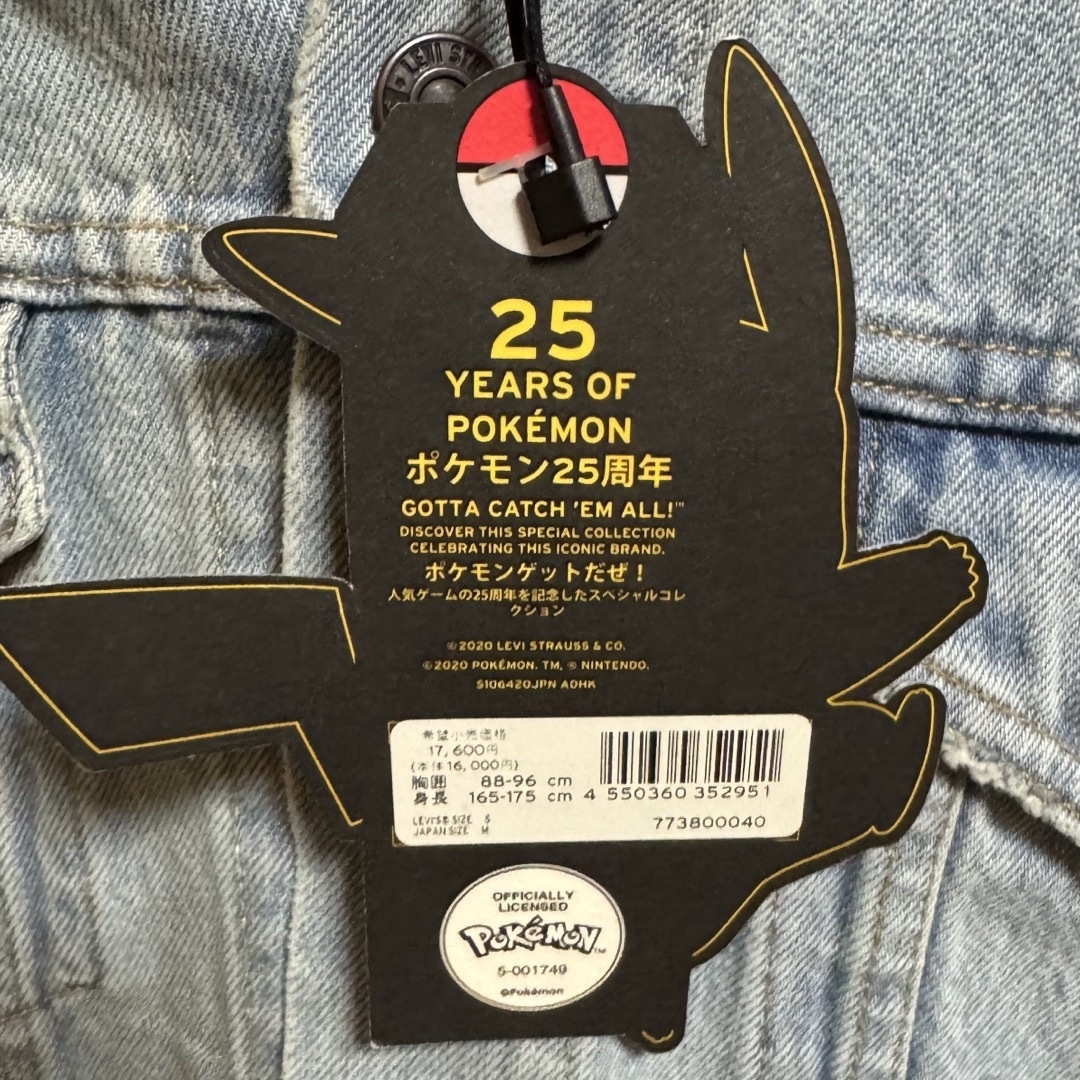 LEVI ST
25
YEARS OF
POKÉMON
ポケモン25周年
GOTTA CATCH 'EM ALL!™
DISCOVER THIS SPECIAL COLLECTION
CELEBRATING THIS ICONIC BRAND.
ポケモンゲットだぜ！
人気ゲームの25周年を記念したスペシャルコレ
クション
©2020 LEVI STRAUSS & CO.
©2020 POKÉMON. TM, ® NINTENDO.
S106420JPN ADHK
希望小売価格
17,600円
(本体16,000円)
胸囲 88-96 cm
身長 165-175 cm
4 550360 352951
LEVI'S® SIZE S
JAPAN SIZE M
773800040
OFFICIALLY
LICENSED
POKéMON™
5-001749
©Pokémon